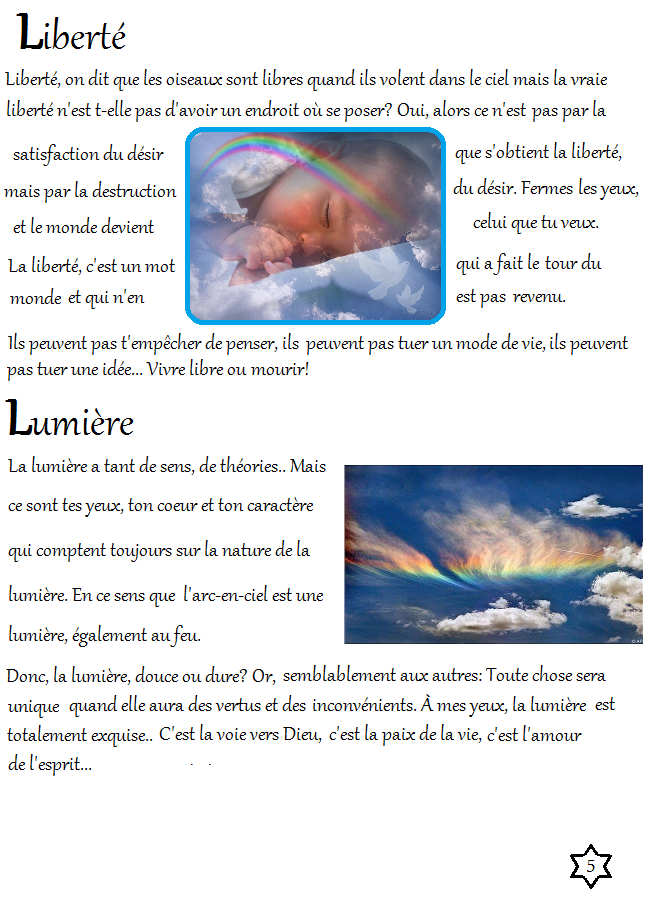 Liberté
Liberté, on dit que les oiseaux sont libres quand ils volent dans le ciel mais la vraie
liberté n'est t-elle pas d'avoir un endroit où se poser? Oui, alors ce n'est pas par la
satisfaction du désir que s'obtient la liberté,
mais par la destruction du désir. Fermes les yeux,
et le monde devient celui que tu veux.
La liberté, c'est un mot qui a fait le tour du
monde et qui n'en est pas revenu.
Ils peuvent pas t'empêcher de penser, ils peuvent pas tuer un mode de vie, ils peuvent
pas tuer une idée... Vivre libre ou mourir!
Lumière
La lumière a tant de sens, de théories.. Mais
ce sont tes yeux, ton coeur et ton caractère
qui comptent toujours sur la nature de la
lumière. En ce sens que l'arc-en-ciel est une
lumière, également au feu.
Donc, la lumière, douce ou dure? Or, semblablement aux autres: Toute chose sera
unique quand elle aura des vertus et des inconvénients. À mes yeux, la lumière est
totalement exquise.. C'est la voie vers Dieu, c'est la paix de la vie, c'est l'amour
de l'esprit...
5